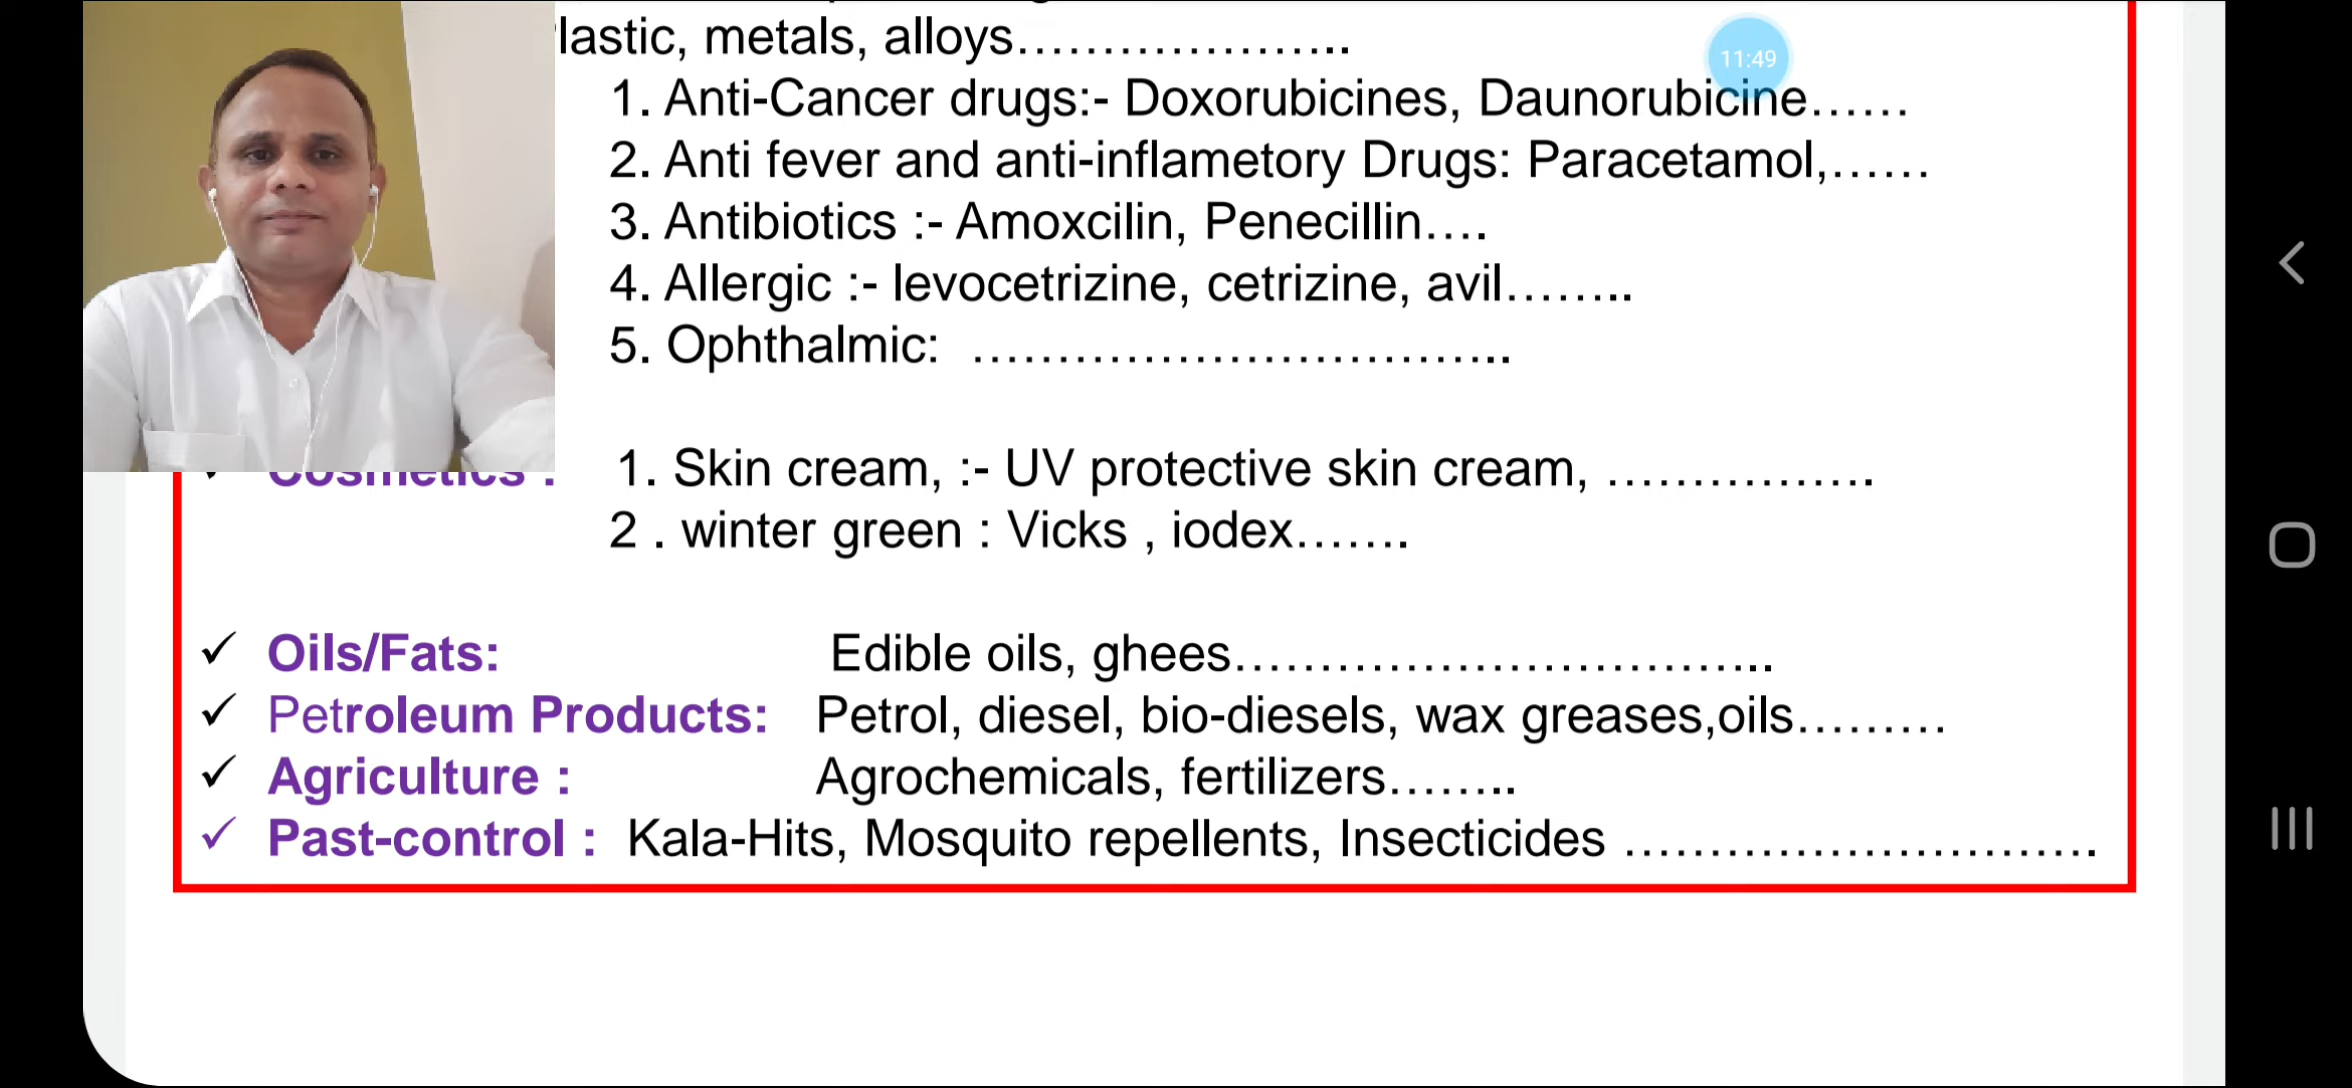 lastic, metals, alloys…………………..
11:49
1. Anti-Cancer drugs:- Doxorubicines, Daunorubicine……
2. Anti fever and anti-inflametory Drugs: Paracetamol,……
3. Antibiotics :- Amoxcilin, Penecillin….
4. Allergic :- levocetrizine, cetrizine, avil……..
5. Ophthalmic: …………………………….. 
Cosmetics : 1. Skin cream, :- UV protective skin cream, …………….
2 . winter green : Vicks , iodex…….
✓ Oils/Fats: Edible oils, ghees……………………………..
✓ Petroleum Products: Petrol, diesel, bio-diesels, wax greases,oils………
✓ Agriculture : Agrochemicals, fertilizers……..
✓ Past-control : Kala-Hits, Mosquito repellents, Insecticides ……………………….